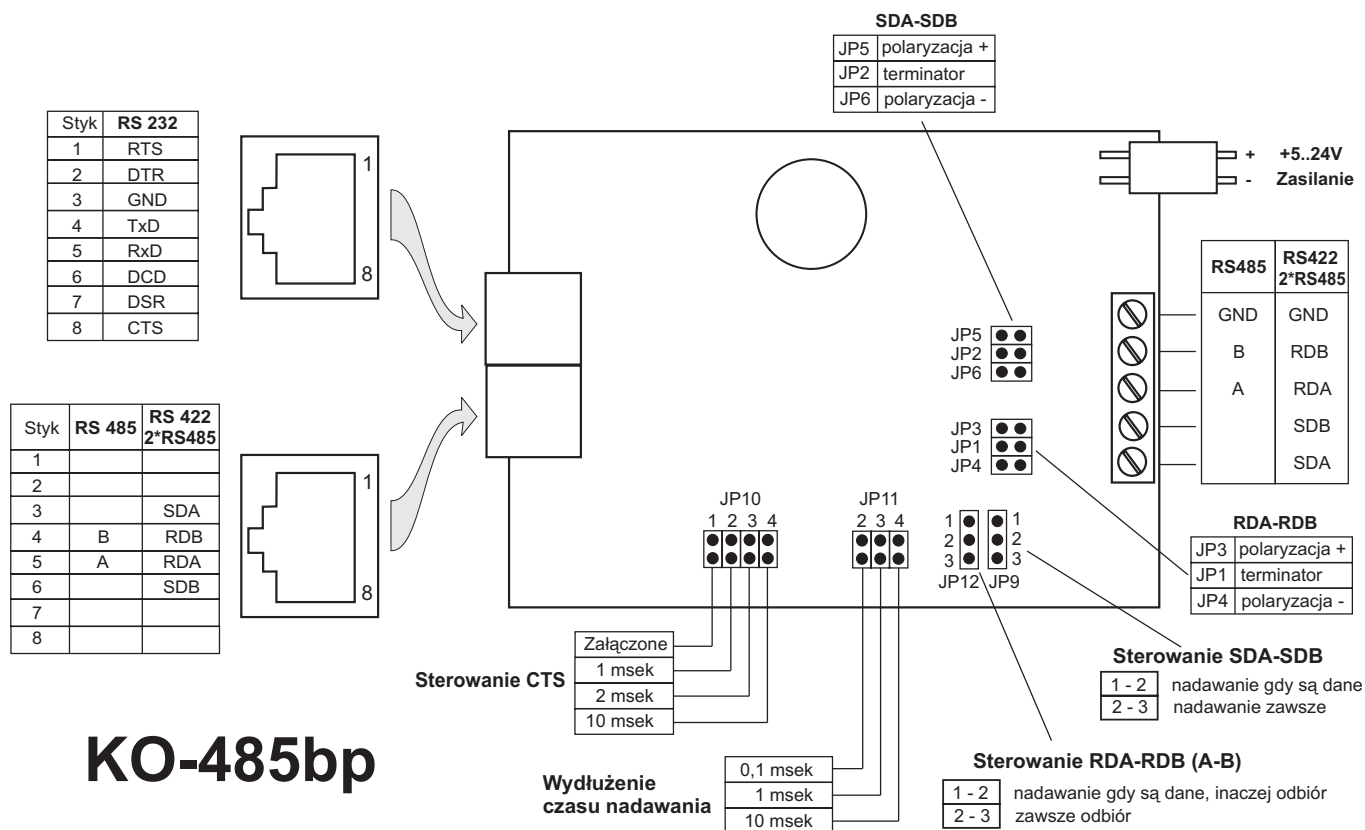 SDA-SDB
JP5 polaryzacja +
JP2 terminator
JP6 polaryzacja -
Styk RS 232
1 RTS
2 DTR
3 GND
4 TxD
5 RxD
6 DCD
7 DSR
8 CTS
1
8
+ +5..24V
- Zasilanie
RS485 RS422 2*RS485
GND GND
B RDB
A RDA
SDB
SDA
JP5
JP2
JP6
JP3
JP1
JP4
Styk RS 485 RS 422 2*RS485
1
2
3 SDA
4 B RDB
5 A RDA
6 SDB
7
8
1
8
JP10
1 2 3 4
JP11
2 3 4
1 1
2 2
3 3
JP12 JP9
RDA-RDB
JP3 polaryzacja +
JP1 terminator
JP4 polaryzacja -
Sterowanie CTS
Załączone
1 msek
2 msek
10 msek
Sterowanie SDA-SDB
1 - 2 nadawanie gdy są dane
2 - 3 nadawanie zawsze
KO-485bp
Wydłużenie
czasu nadawania
0,1 msek
1 msek
10 msek
Sterowanie RDA-RDB (A-B)
1 - 2 nadawanie gdy są dane, inaczej odbiór
2 - 3 zawsze odbiór